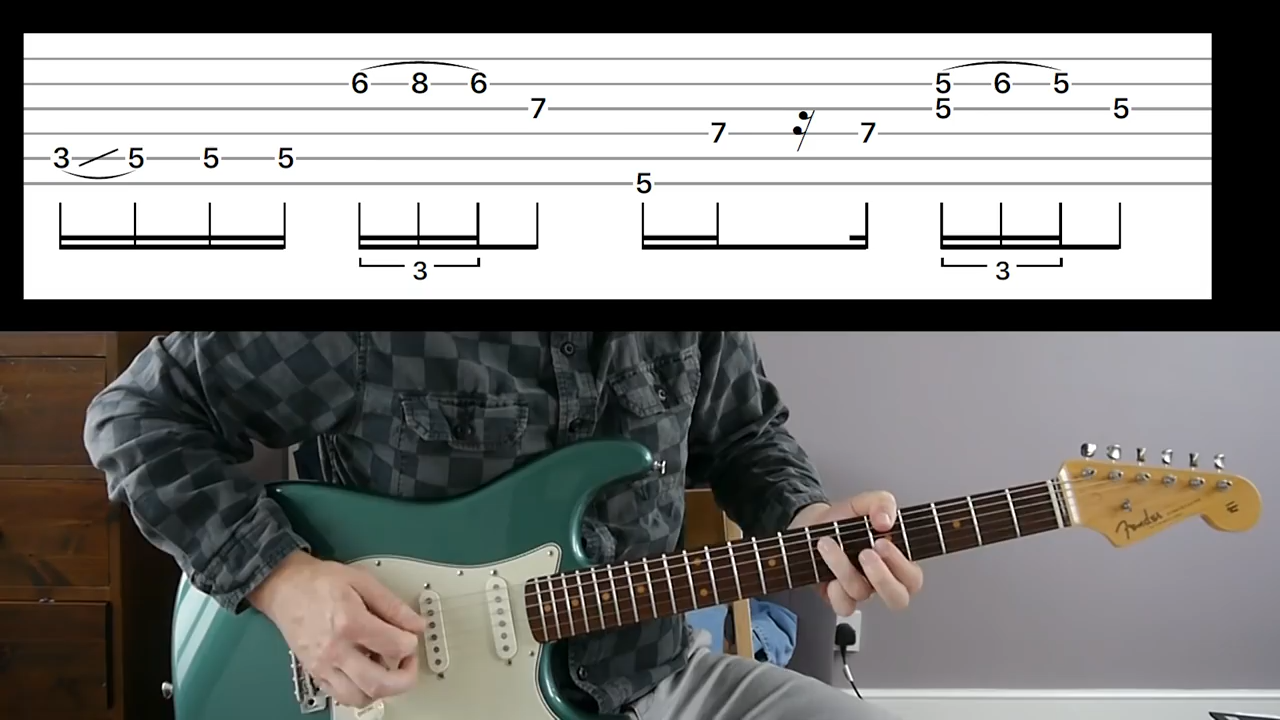 6 8 6 5 6 5
7 5 5
7 7
3 5 5 5
5
3 3
Fender